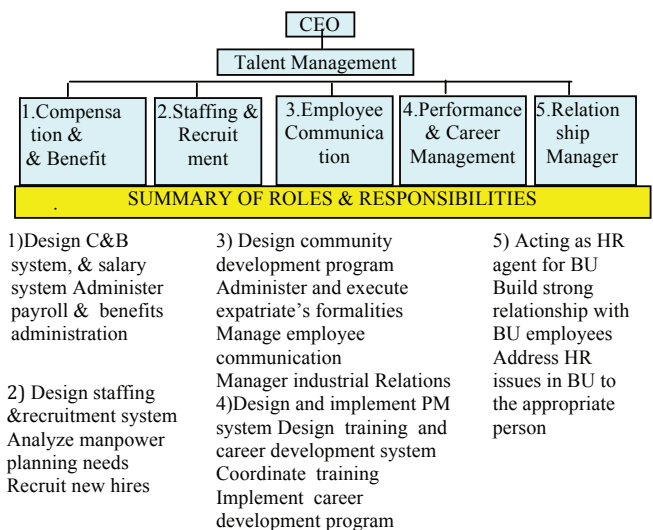 CEO
Talent Management
1.Compensa
tion &
& Benefit
2.Staffing &
Recruit
ment
3.Employee
Communica
tion
4.Performance
& Career
Management
5.Relation
ship
Manager
. SUMMARY OF ROLES & RESPONSIBILITIES
1)Design C&B
system, & salary
system Administer
payroll & benefits
administration
2) Design staffing
&recruitment system
Analyze manpower
planning needs
Recruit new hires
3) Design community
development program
Administer and execute
expatriate’s formalities
Manage employee
communication
Manager industrial Relations
4)Design and implement PM
system Design training and
career development system
Coordinate training
Implement career
development program
5) Acting as HR
agent for BU
Build strong
relationship with
BU employees
Address HR
issues in BU to
the appropriate
person